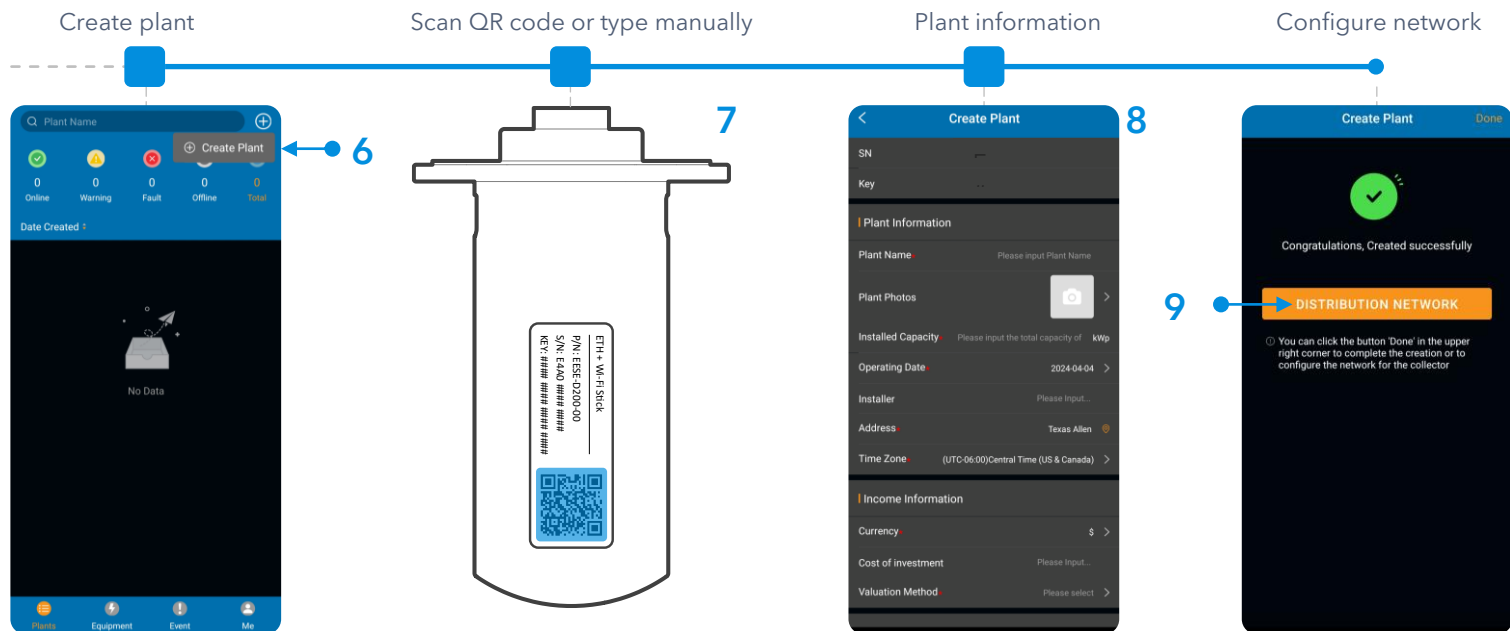 Create plant
Scan QR code or type manually
Plant information
Configure network
Plant Name
Create Plant
6
0
0
0
0
0
Online
Warning
Fault
Offline
Total
Date Created
No Data
Plants
Equipment
Event
Me
7
ETH + Wi-Fi Stick
P/N: EESE-D200-00
S/N: E4A0 #### ####
KEY: #### #### #### ####
8
Create Plant
SN
Key
Plant Information
Plant Name* Please input Plant Name
Plant Photos
Installed Capacity* Please input the total capacity of kWp
Operating Date* 2024-04-04
Installer Please Input...
Address* Texas Allen
Time Zone* (UTC-06:00)Central Time (US & Canada)
Income Information
Currency* $
Cost of investment Please Input...
Valuation Method* Please select
Create Plant Done
Congratulations, Created successfully
9
DISTRIBUTION NETWORK
You can click the button 'Done' in the upper
right corner to complete the creation or to
configure the network for the collector